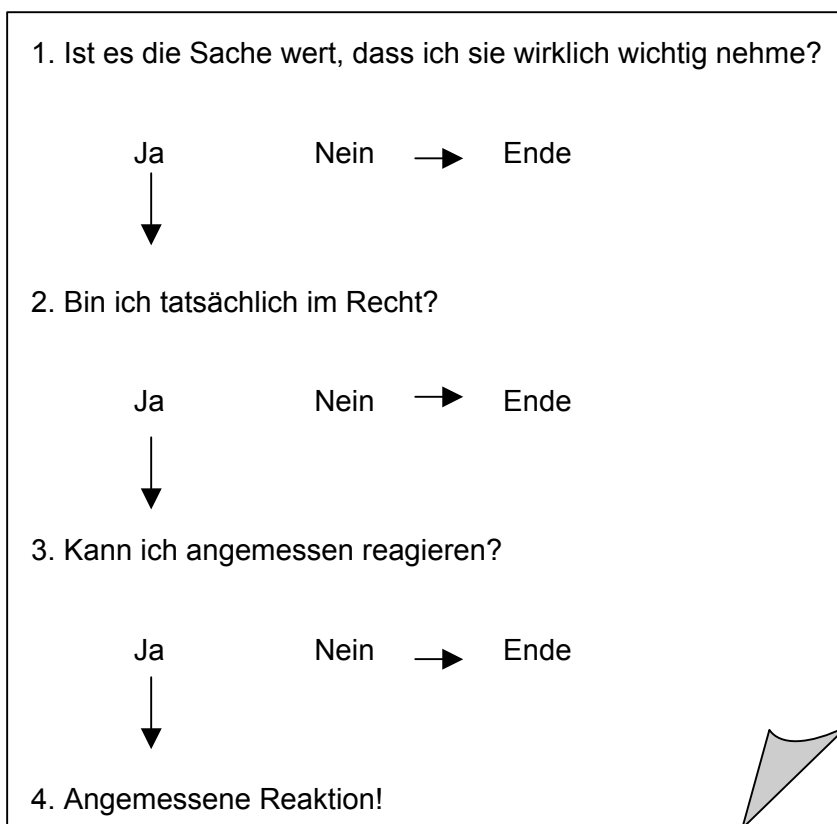 1. Ist es die Sache wert, dass ich sie wirklich wichtig nehme?
Ja Nein Ende
2. Bin ich tatsächlich im Recht?
Ja Nein Ende
3. Kann ich angemessen reagieren?
Ja Nein Ende
4. Angemessene Reaktion!